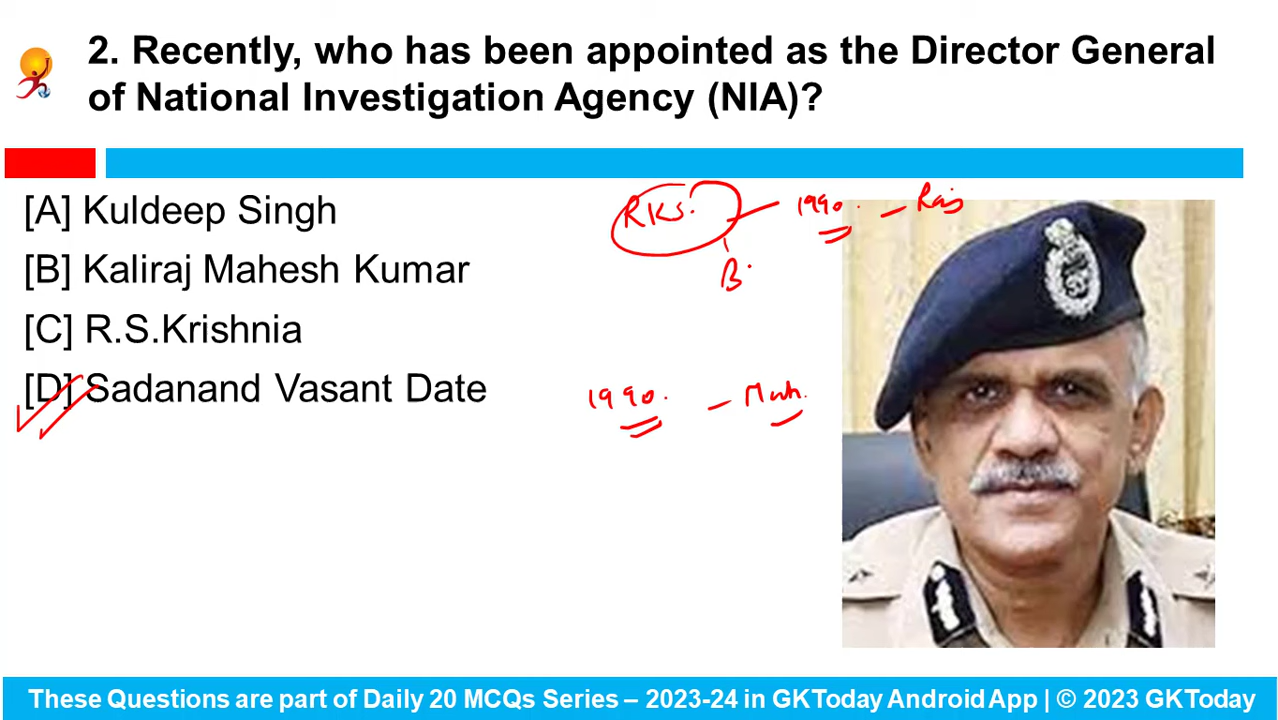 2. Recently, who has been appointed as the Director General
of National Investigation Agency (NIA)?
[A] Kuldeep Singh
RKS. — 1990. — Raj
[B] Kaliraj Mahesh Kumar
B.
[C] R.S.Krishnia
[D] Sadanand Vasant Date
1990. — Mah.
These Questions are part of Daily 20 MCQs Series – 2023-24 in GKToday Android App | © 2023 GKToday